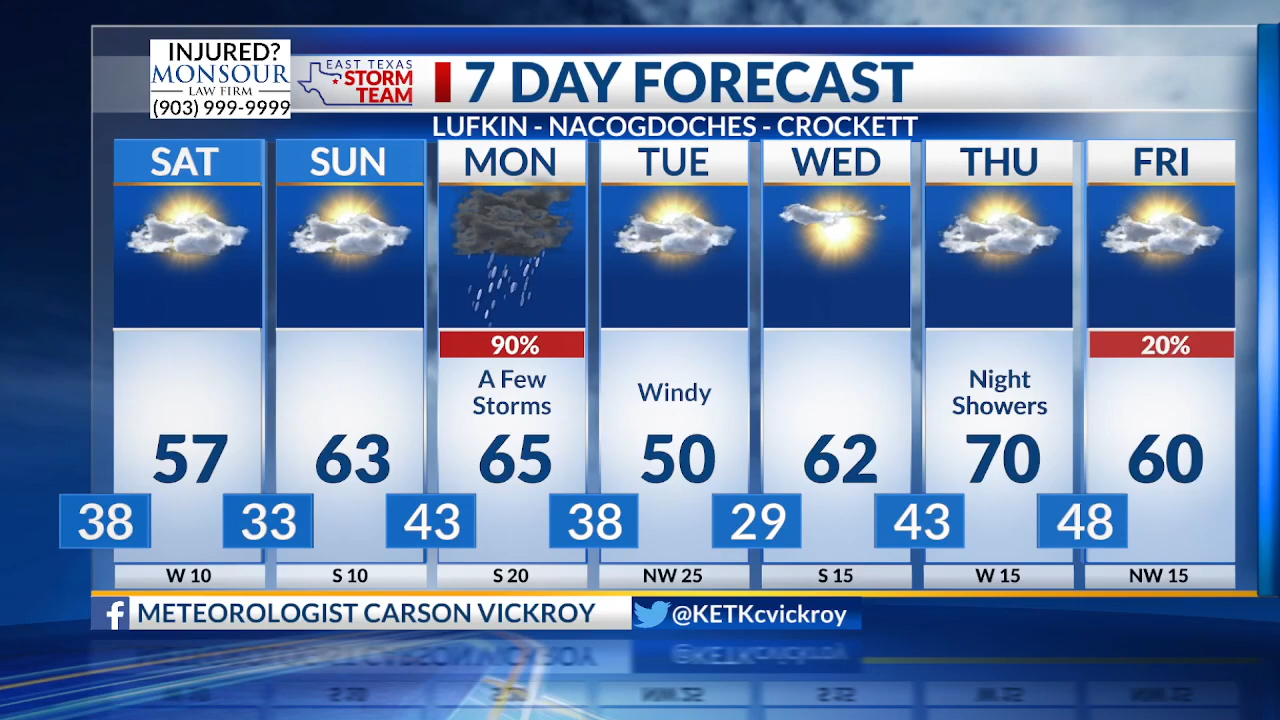 INJURED?
MONSOUR
LAW FIRM
(903) 999-9999
EAST TEXAS
STORM
TEAM
7 DAY FORECAST
LUFKIN - NACOGDOCHES - CROCKETT
SAT SUN MON TUE WED THU FRI
90% 20%
A Few
Storms
Windy
Night
Showers
57 63 65 50 62 70 60
38 33 43 38 29 43 48
W 10 S 10 S 20 NW 25 S 15 W 15 NW 15
f METEOROLOGIST CARSON VICKROY @KETKcvickroy